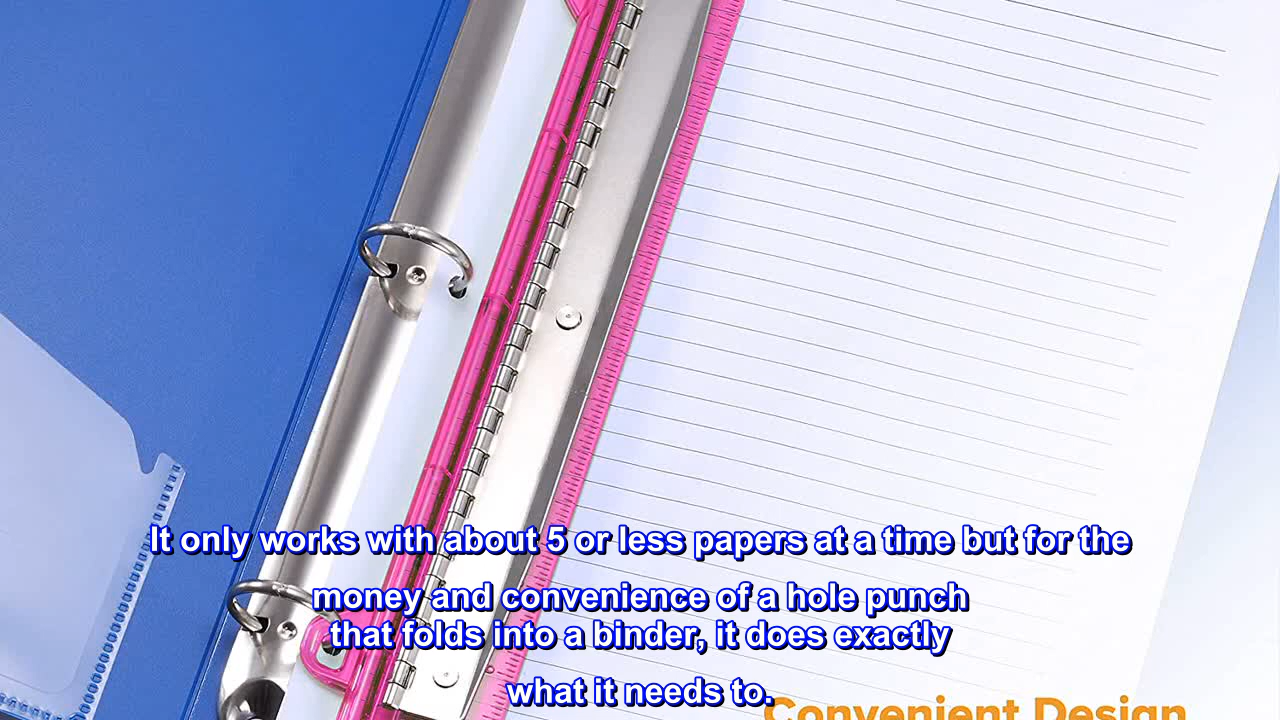 It only works with about 5 or less papers at a time but for the
money and convenience of a hole punch
that folds into a binder, it does exactly
what it needs to.
Convenient Design